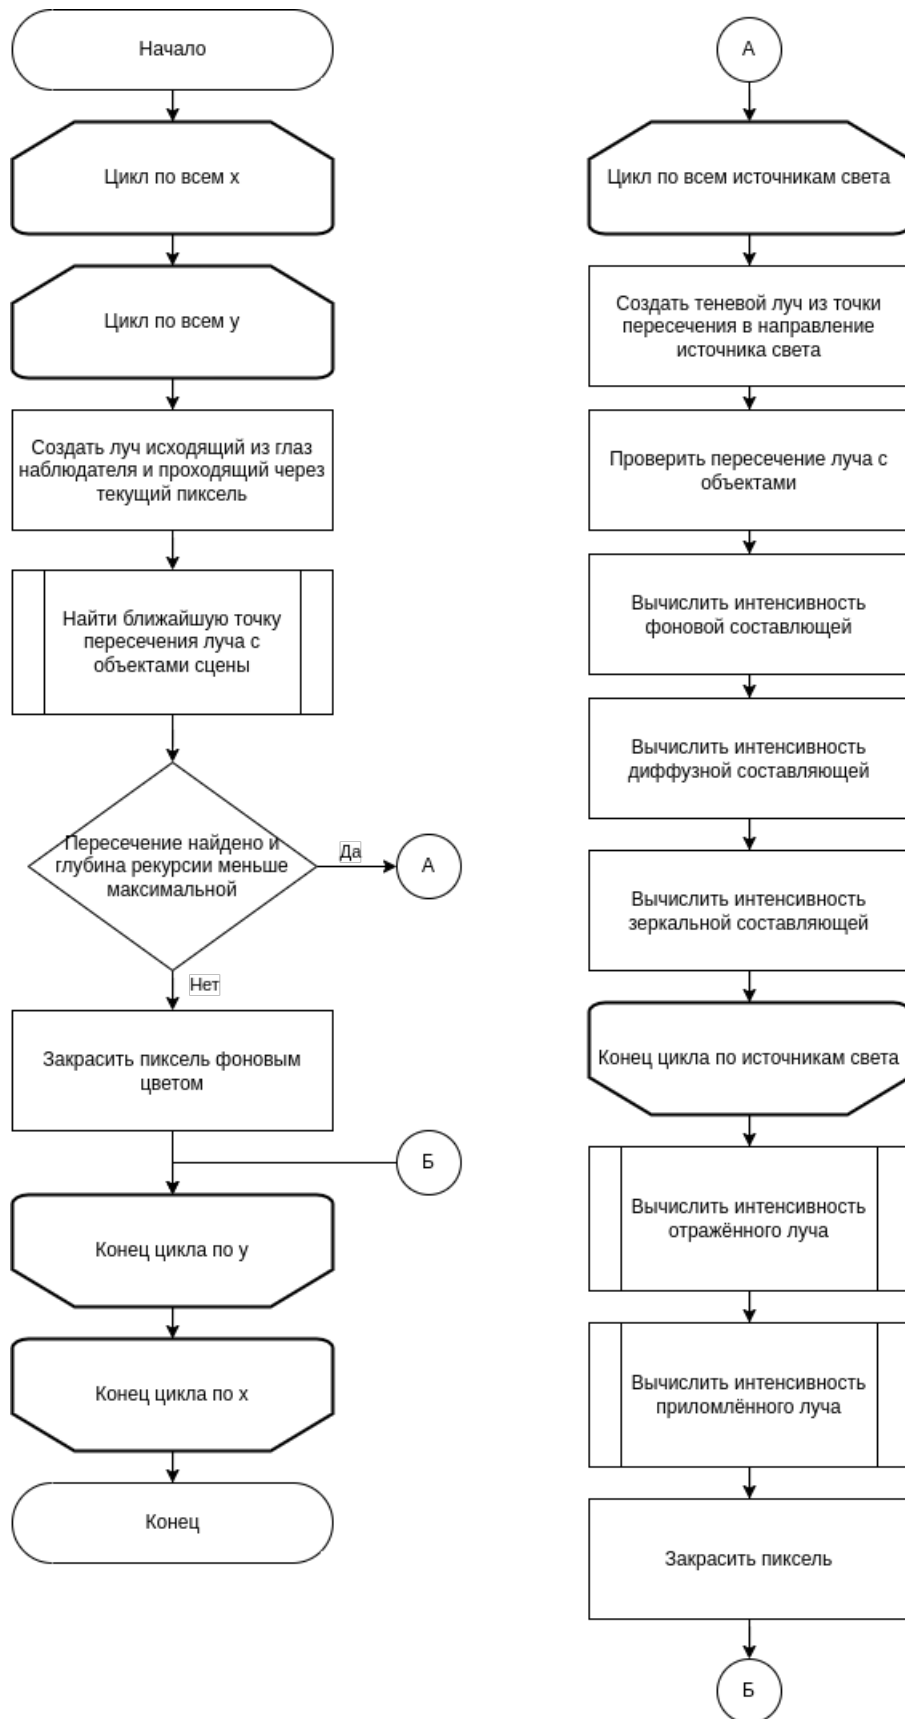 Начало
Цикл по всем x
Цикл по всем y
Создать луч исходящий из глаз
наблюдателя и проходящий через
текущий пиксель
Найти ближайшую точку
пересечения луча с
объектами сцены
Пересечение найдено и
глубина рекурсии меньше
максимальной
Да
А
Нет
Закрасить пиксель фоновым
цветом
Б
Конец цикла по y
Конец цикла по x
Конец
А
Цикл по всем источникам света
Создать теневой луч из точки
пересечения в направление
источника света
Проверить пересечение луча с
объектами
Вычислить интенсивность
фоновой составлющей
Вычислить интенсивность
диффузной составляющей
Вычислить интенсивность
зеркальной составляющей
Конец цикла по источникам света
Вычислить интенсивность
отражённого луча
Вычислить интенсивность
приломлённого луча
Закрасить пиксель
Б